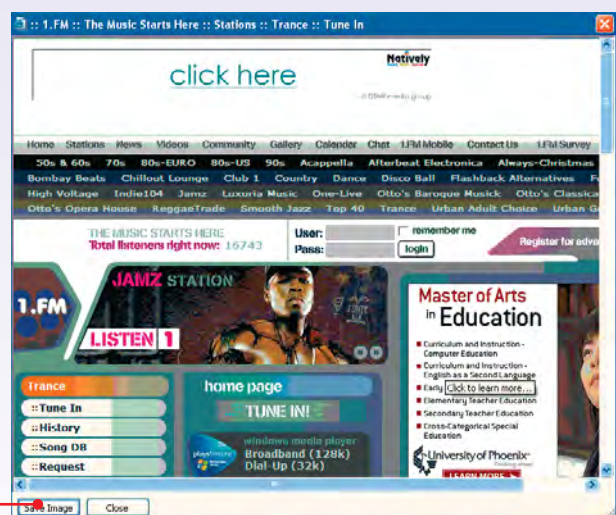 :: 1.FM :: The Music Starts Here :: Stations :: Trance :: Tune In
Natively
click here
Home Stations News Videos Community Gallery Calender Chat 1.FM Mobile Contact Us 1.FM Survey
50s & 60s 70s 80s-EURO 80s-US 90s Acappella Afterbeat Electronica Always-Christmas
Bombay Beats Chillout Lounge Club 1 Country Dance Disco Ball Flashback Alternatives
High Voltage Indie104 Jamz Luxuria Music One-Live Otto's Baroque Musick Otto's Classica
Otto's Opera House ReggaeTrade Smooth Jazz Top 40 Trance Urban Adult Choice Urban
THE MUSIC STARTS HERE
Total listeners right now: 16743
User:
remember me
Pass:
login
Register for adva
JAMZ STATION
1.FM
LISTEN 1
Master of Arts
in Education
Curriculum and Instruction -
Computer Education
Curriculum and Instruction -
English as a Second Language
Early Click to learn more...
Elementary Teacher Education
Secondary Teacher Education
Cross-Categorical Special
Education
University of Phoenix
LEARN MORE
Trance
::Tune In
::History
::Song DB
::Request
home page
TUNE IN!
windows media player
Broadband (128k)
Dial-Up (32k)
Save Image
Close